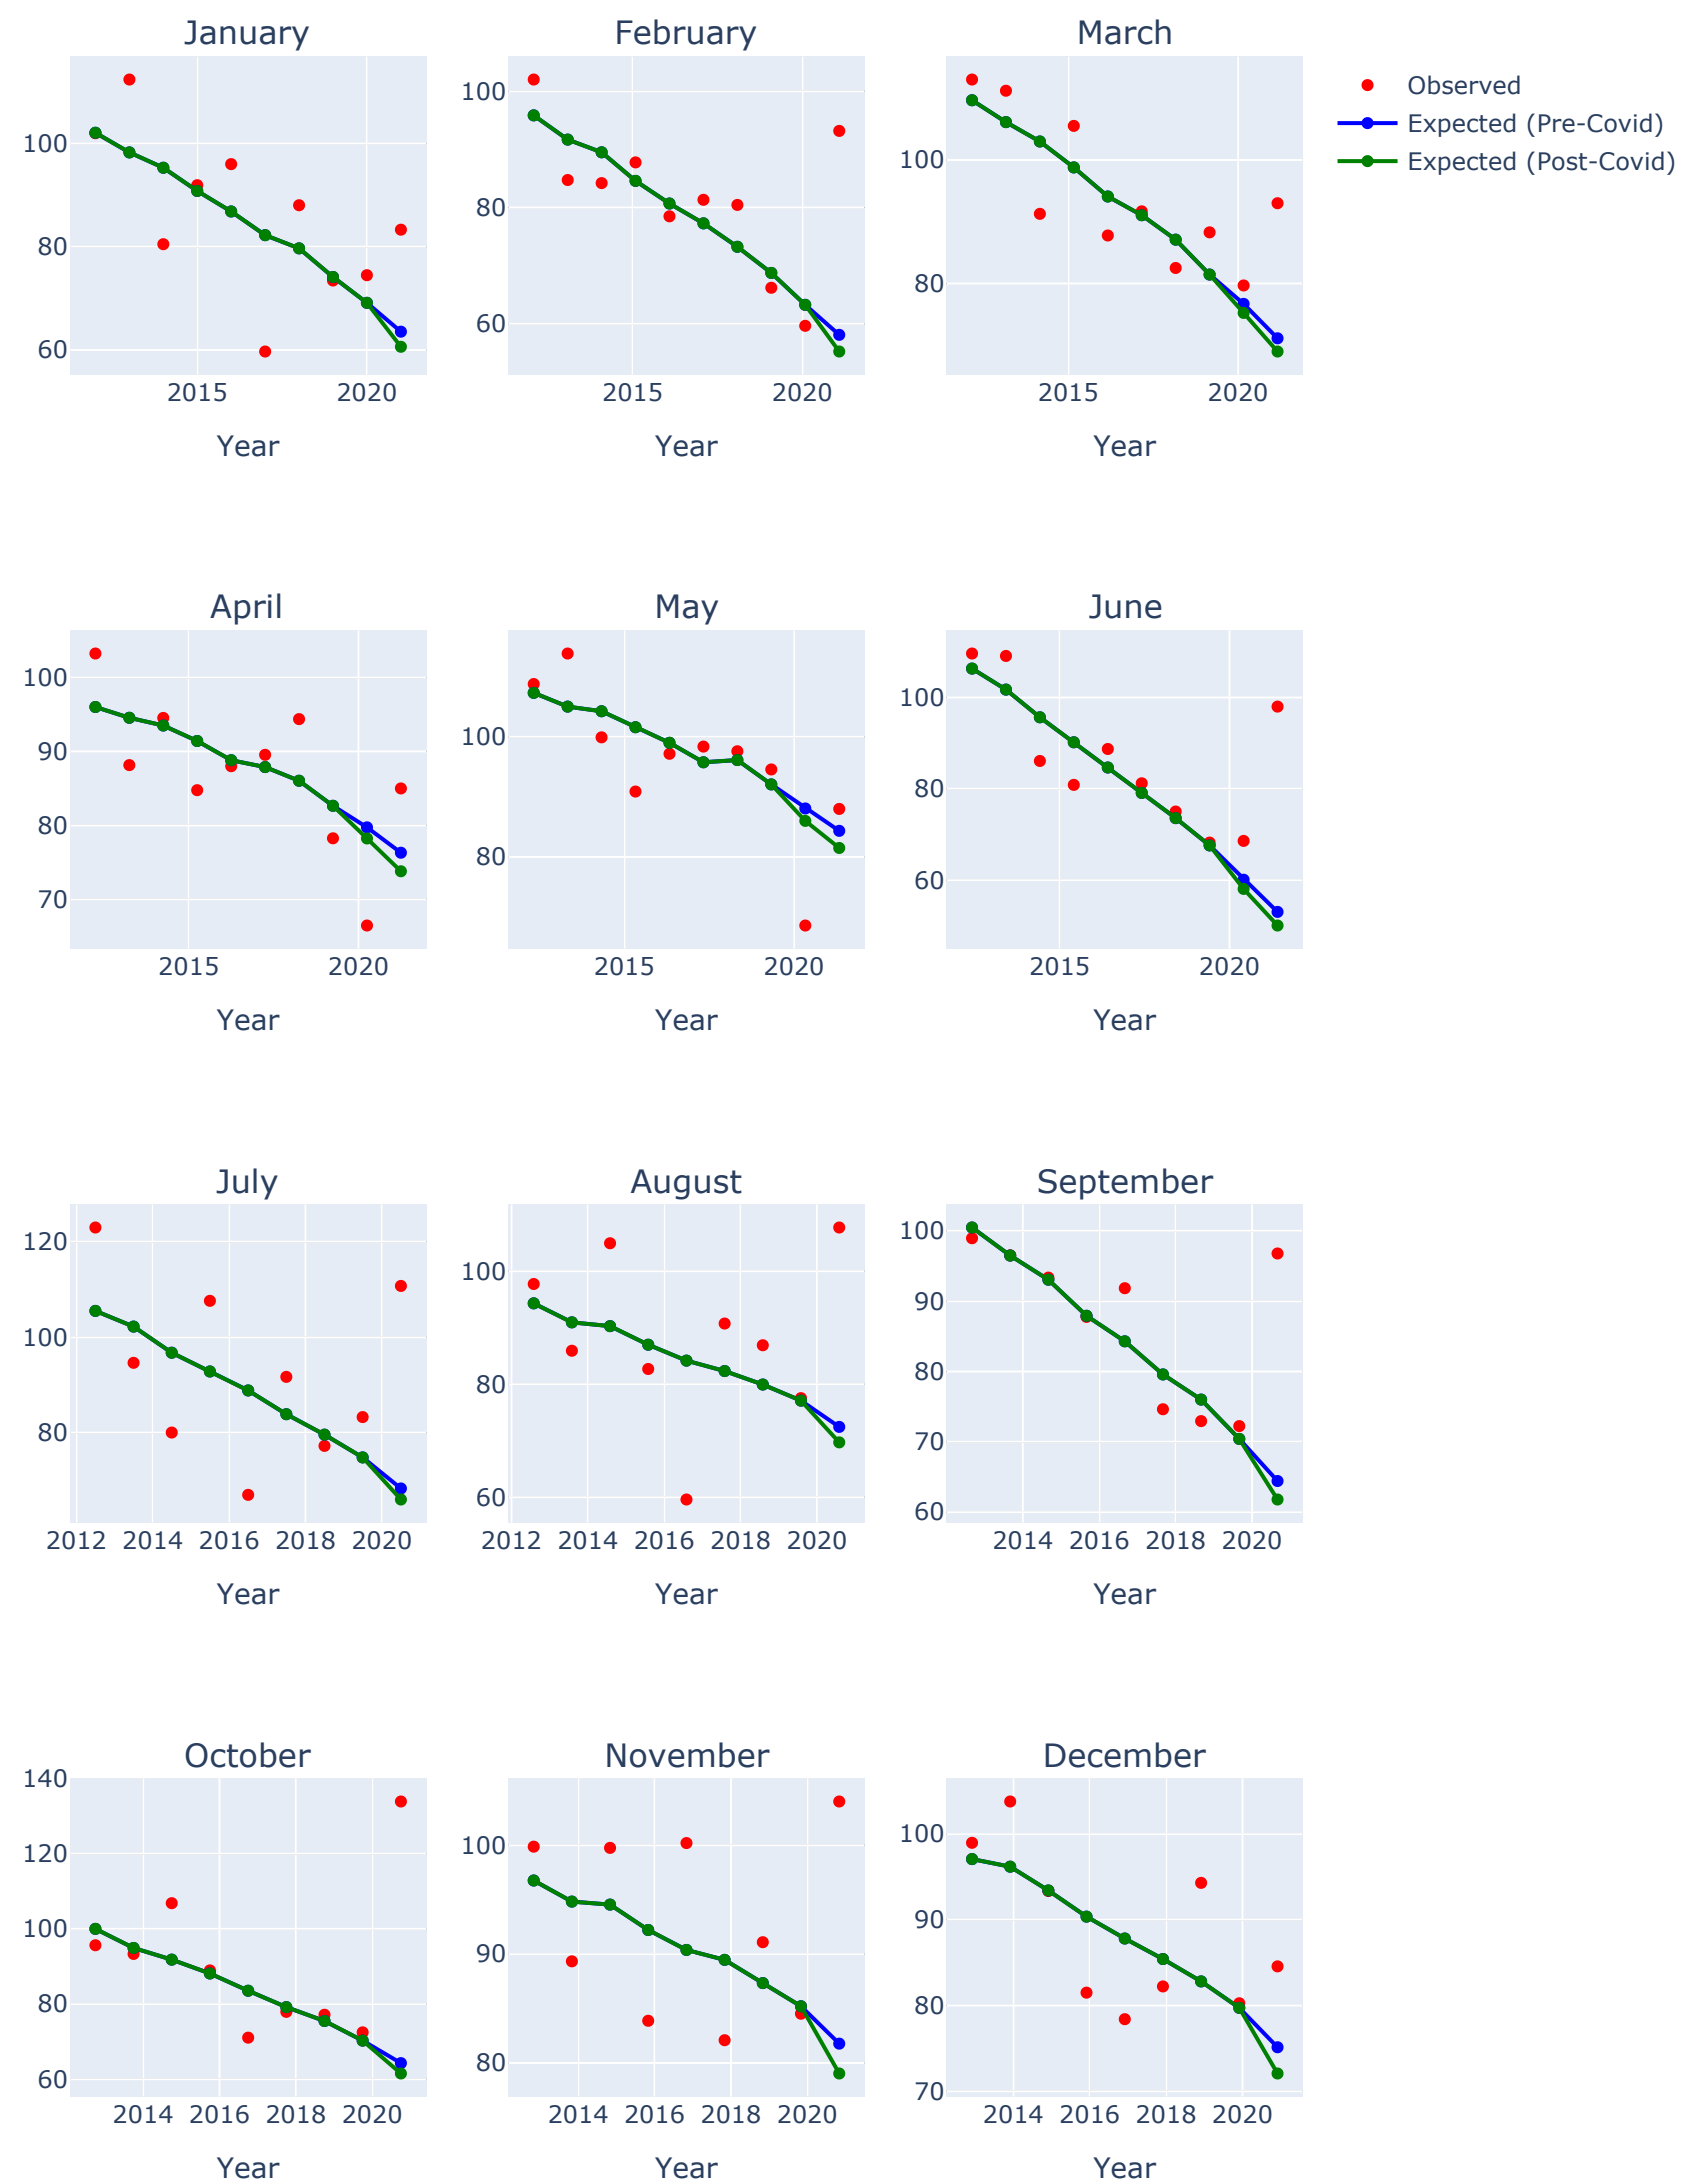 January
February
March
Observed
Expected (Pre-Covid)
Expected (Post-Covid)
100
80
60
100
80
60
100
80
2015 2020
2015 2020
2015 2020
Year
Year
Year
April
May
June
100
90
80
70
100
80
100
80
60
2015 2020
2015 2020
2015 2020
Year
Year
Year
July
August
September
120
100
80
100
80
60
100
90
80
70
60
2012 2014 2016 2018 2020
2012 2014 2016 2018 2020
2014 2016 2018 2020
Year
Year
Year
October
November
December
140
120
100
80
60
100
90
80
100
90
80
70
2014 2016 2018 2020
2014 2016 2018 2020
2014 2016 2018 2020
Year
Year
Year